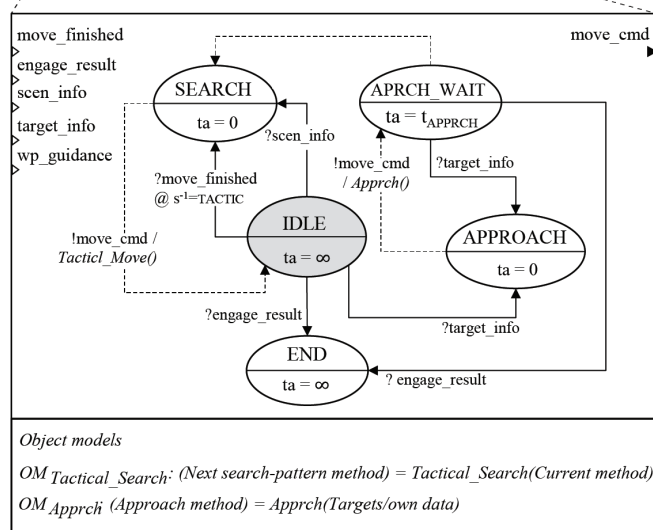 move_finished
engage_result
scen_info
target_info
wp_guidance
move_cmd
SEARCH
ta = 0
APRCH_WAIT
ta = tAPPRCH
?scen_info
?move_finished
@ s-1=TACTIC
!move_cmd
/ Apprch()
?target_info
!move_cmd /
Tacticl_Move()
IDLE
ta = ∞
APPROACH
ta = 0
?engage_result
?target_info
END
ta = ∞
? engage_result
Object models
OM Tactical_Search: (Next search-pattern method) = Tactical_Search(Current method)
OM Apprch: (Approach method) = Apprch(Targets/own data)